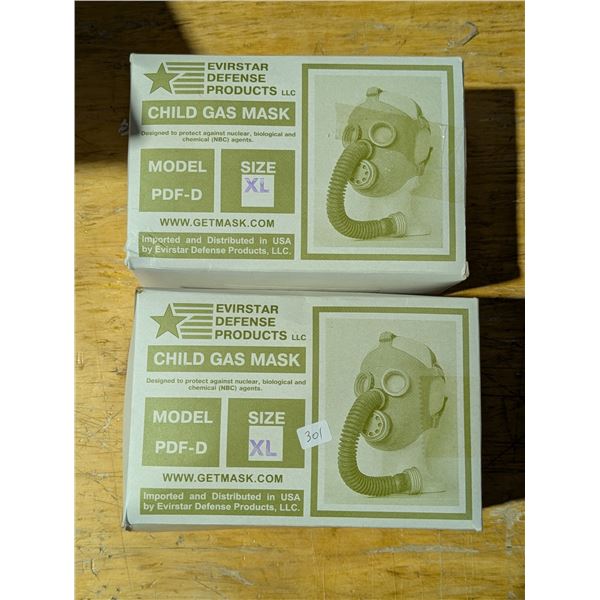 EVIRSTAR
DEFENSE
PRODUCTS LLC
CHILD GAS MASK
Designed to protect against nuclear, biological and
chemical (NBC) agents.
MODEL
PDF-D
SIZE
XL
WWW.GETMASK.COM
Imported and Distributed in USA
by Evirstar Defense Products, LLC.
EVIRSTAR
DEFENSE
PRODUCTS LLC
CHILD GAS MASK
Designed to protect against nuclear, biological and
chemical (NBC) agents.
MODEL
PDF-D
SIZE
XL
301
WWW.GETMASK.COM
Imported and Distributed in USA
by Evirstar Defense Products, LLC.